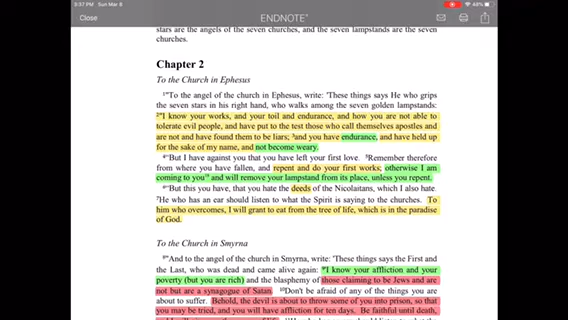 3:37 PM Sun Mar 8
48%
Close
ENDNOTE
stars are the angels of the seven churches, and the seven lampstands are the seven
churches.
Chapter 2
To the Church in Ephesus
1"To the angel of the church in Ephesus, write: 'These things says He who grips
the seven stars in his right hand, who walks among the seven golden lampstands:
2"I know your works, and your toil and endurance, and how you are not able to
tolerate evil people, and have put to the test those who call themselves apostles and
are not and have found them to be liars; 3and you have endurance, and have held up
for the sake of my name, and not become weary.
4"But I have against you that you have left your first love. 5Remember therefore
from where you have fallen, and repent and do your first works; otherwise I am
coming to you and will remove your lampstand from its place, unless you repent.
6"But this you have, that you hate the deeds of the Nicolaitans, which I also hate.
7He who has an ear should listen to what the Spirit is saying to the churches. To
him who overcomes, I will grant to eat from the tree of life, which is in the paradise
of God.
To the Church in Smyrna
8"And to the angel of the church in Smyrna, write: 'These things says the First and
the Last, who was dead and came alive again: 9"I know your affliction and your
poverty (but you are rich) and the blasphemy of those claiming to be Jews and are
not but are a synagogue of Satan. 10Don't be afraid of any of the things you are
about to suffer. Behold, the devil is about to throw some of you into prison, so that
you may be tried, and you will have affliction for ten days. Be faithful until death,